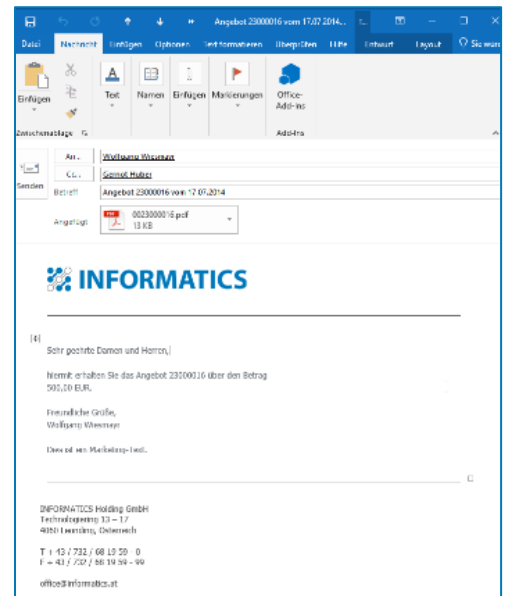 Angebot 23000016 vom 17.07.2014...
Datei Nachricht Einfügen Optionen Text formatieren Überprüfen Hilfe Entwurf Layout Sie wün
Einfügen Text Namen Einfügen Markierungen Office-
Add-Ins
Zwischenablage Add-Ins
An... Wolfgang Wiesmayr
Cc... Gernot Huber
Senden
Betreff Angebot 23000016 vom 17.07.2014
Angefügt 0023000016.pdf
13 KB
INFORMATICS
Sehr geehrte Damen und Herren,
hiermit erhalten Sie das Angebot 23000016 über den Betrag
500,00 EUR.
Freundliche Grüße,
Wolfgang Wiesmayr
Dies ist ein Marketing-Text.
INFORMATICS Holding GmbH
Technologiering 13 – 17
4060 Leonding, Österreich
T + 43 / 732 / 68 19 59 - 0
F + 43 / 732 / 68 19 59 - 99
office@informatics.at